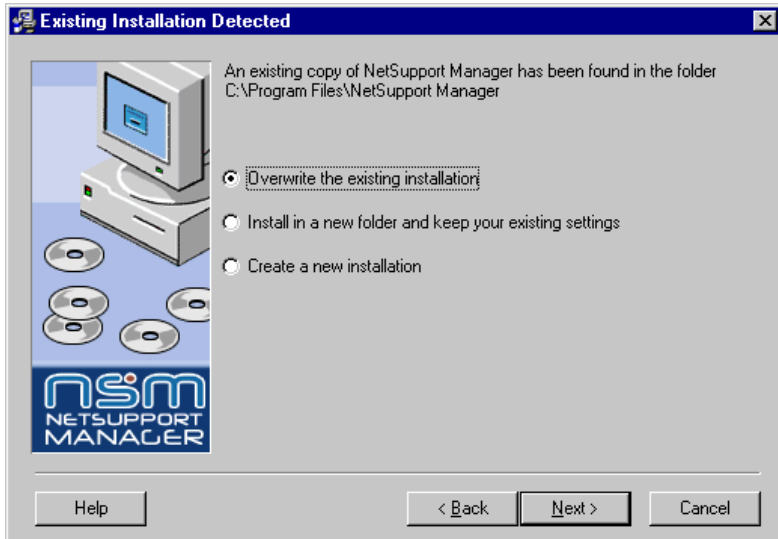 Existing Installation Detected
An existing copy of NetSupport Manager has been found in the folder
C:\Program Files\NetSupport Manager
Overwrite the existing installation
Install in a new folder and keep your existing settings
Create a new installation
nsm
NETSUPPORT
MANAGER
Help
< Back
Next >
Cancel